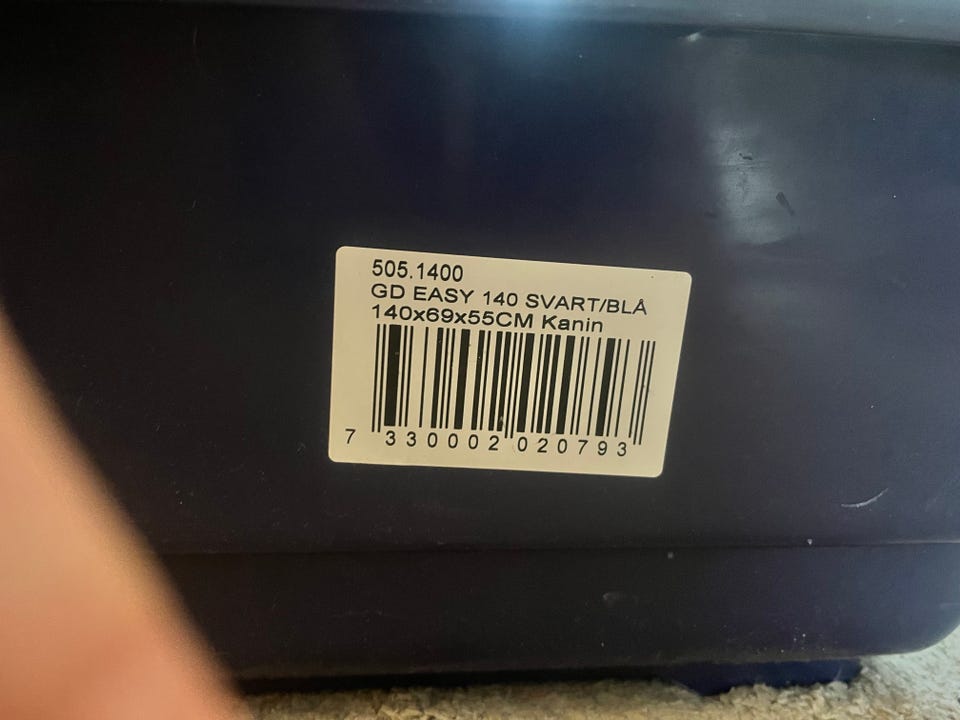 505.1400
GD EASY 140 SVART/BLÅ
140x69x55CM Kanin
7 330002 020793